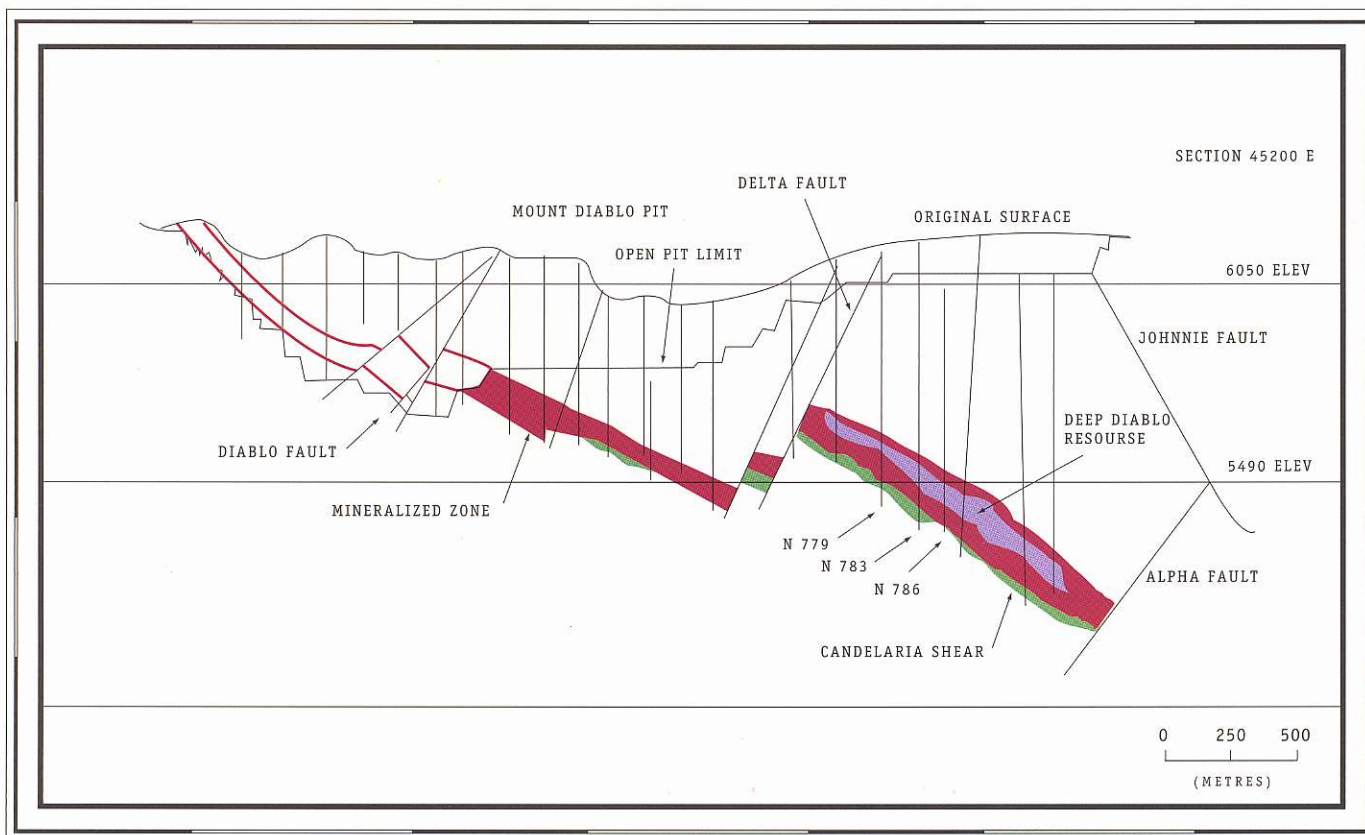 SECTION 45200 E
DELTA FAULT
MOUNT DIABLO PIT
ORIGINAL SURFACE
OPEN PIT LIMIT
6050 ELEV
JOHNNIE FAULT
DEEP DIABLO
RESOURSE
DIABLO FAULT
5490 ELEV
MINERALIZED ZONE
N 779
N 783
N 786
ALPHA FAULT
CANDELARIA SHEAR
0 250 500
(METRES)